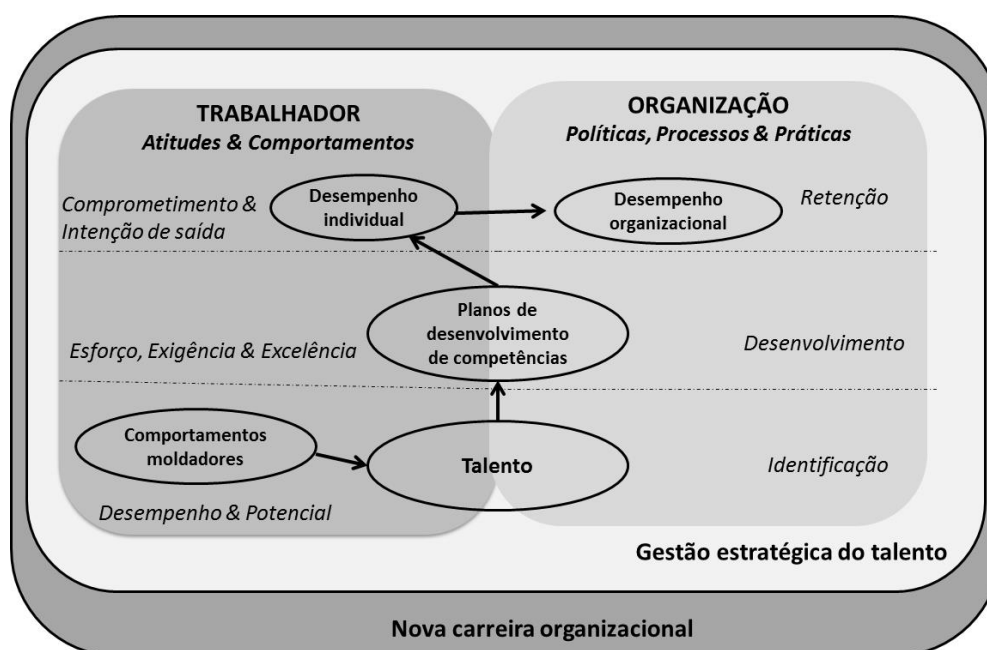 TRABALHADOR
Atitudes & Comportamentos
ORGANIZAÇÃO
Políticas, Processos & Práticas
Comprometimento &
Intenção de saída
Desempenho
individual
Desempenho
organizacional
Retenção
Esforço, Exigência & Excelência
Planos de
desenvolvimento
de competências
Desenvolvimento
Comportamentos
moldadores
Talento
Identificação
Desempenho & Potencial
Gestão estratégica do talento
Nova carreira organizacional